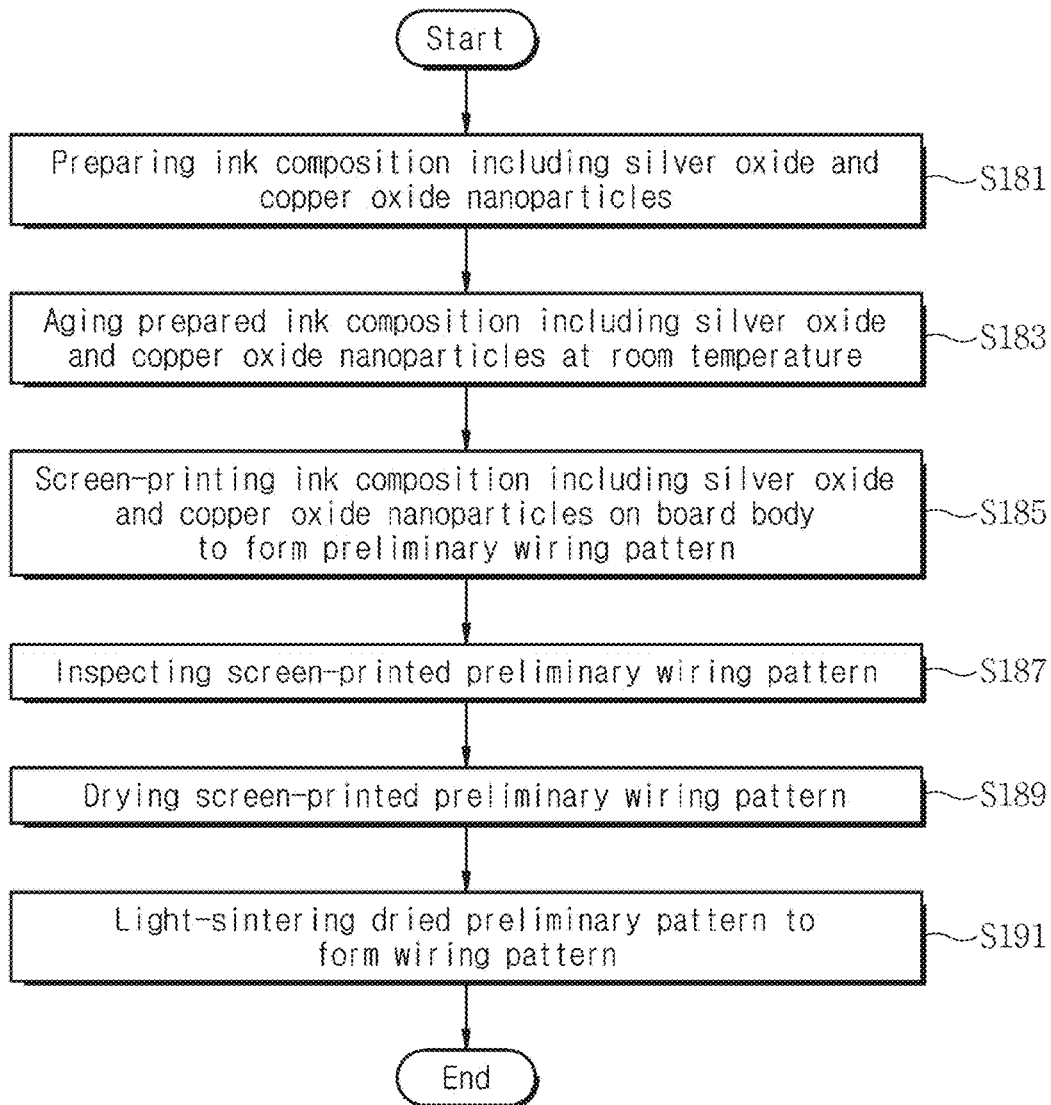 Start
Preparing ink composition including silver oxide and
copper oxide nanoparticles
S181
Aging prepared ink composition including silver oxide
and copper oxide nanoparticles at room temperature
S183
Screen-printing ink composition including silver oxide
and copper oxide nanoparticles on board body
to form preliminary wiring pattern
S185
Inspecting screen-printed preliminary wiring pattern
S187
Drying screen-printed preliminary wiring pattern
S189
Light-sintering dried preliminary pattern to
form wiring pattern
S191
End